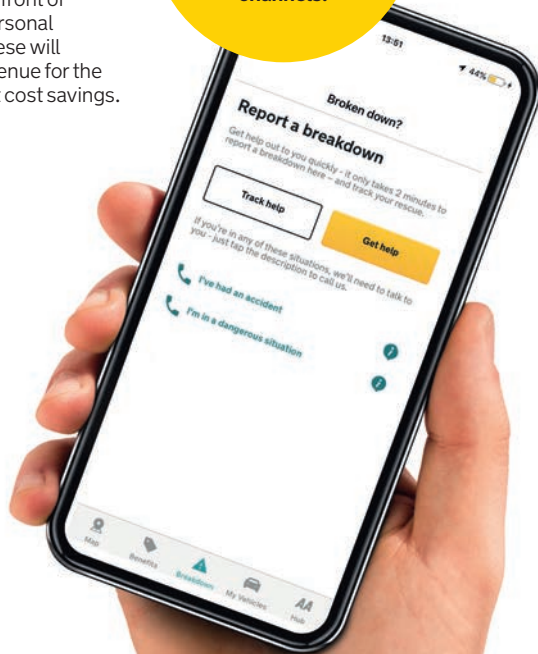 front of
ersonal
ese will
enue for the
cost savings.
channels.
13:51
44%
Broken down?
Report a breakdown
Get help out to you quickly - it only takes 2 minutes to
report a breakdown here – and track your rescue.
Track help
Get help
If you're in any of these situations, we'll need to talk to
you - just tap the description to call us.
I've had an accident
I'm in a dangerous situation
Map
Benefits
Breakdown
My Vehicles
AA
Hub